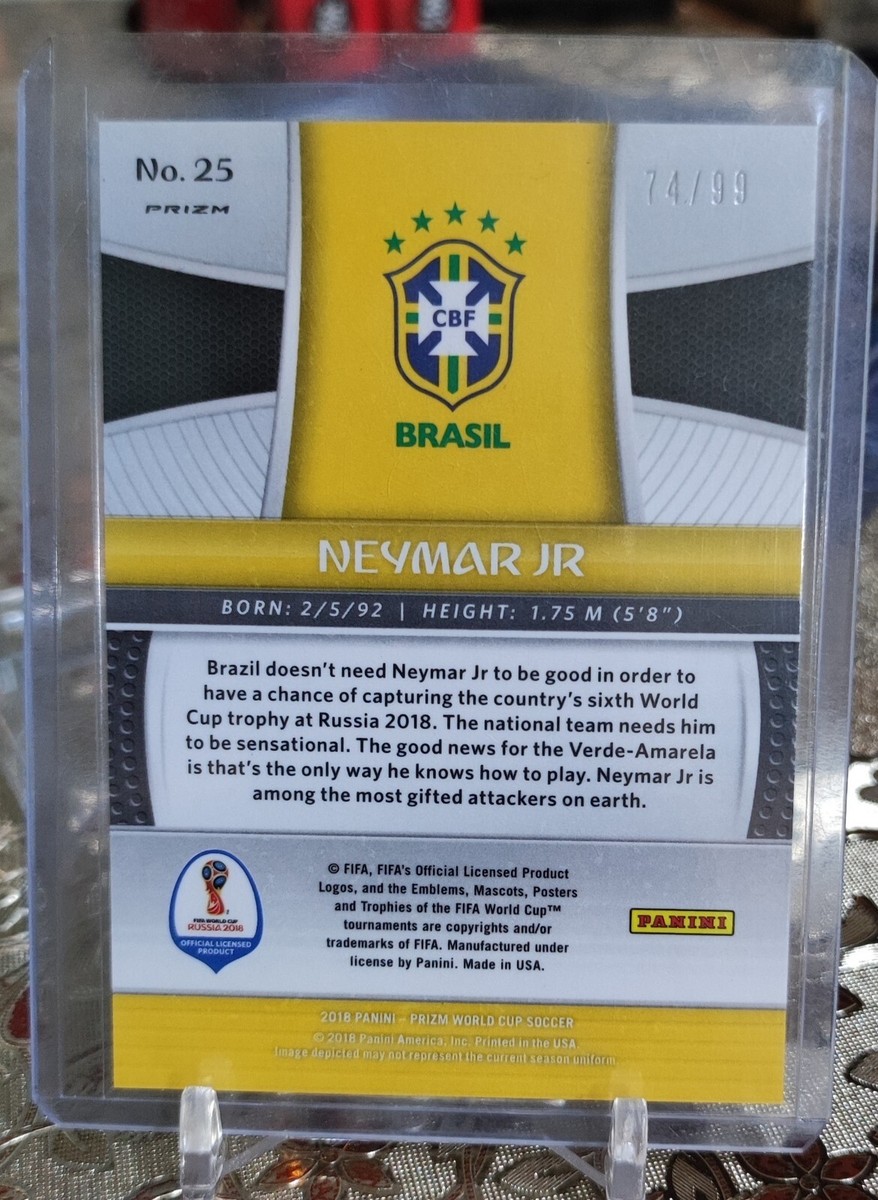 No. 25
PRIZM
74/99
CBF
BRASIL
NEYMAR JR
BORN: 2/5/92 | HEIGHT: 1.75 M (5'8")
Brazil doesn't need Neymar Jr to be good in order to
have a chance of capturing the country's sixth World
Cup trophy at Russia 2018. The national team needs him
to be sensational. The good news for the Verde-Amarela
is that's the only way he knows how to play. Neymar Jr is
among the most gifted attackers on earth.
FIFA WORLD CUP
RUSSIA 2018
OFFICIAL LICENSED
PRODUCT
© FIFA, FIFA's Official Licensed Product
Logos, and the Emblems, Mascots, Posters
and Trophies of the FIFA World Cup™
tournaments are copyrights and/or
trademarks of FIFA. Manufactured under
license by Panini. Made in USA.
PANINI
2018 PANINI – PRIZM WORLD CUP SOCCER
© 2018 Panini America, Inc. Printed in the USA.
Image depicted may not represent the current season uniform